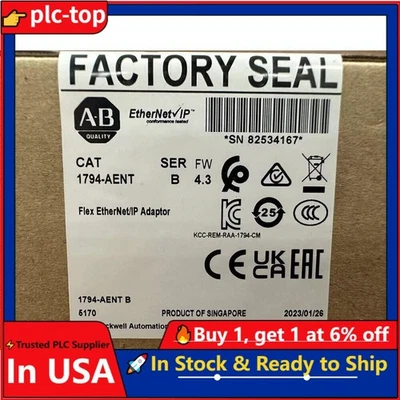 plc-top
FACTORY SEAL
A-B
QUALITY
EtherNet/IP™
conformance tested
*SN 82534167*
CAT SER FW
1794-AENT B 4.3
Flex EtherNet/IP Adaptor
25
KCC-REM-RAA-1794-CM
CCC
CE UK CA
1794-AENT B
5170 PRODUCT OF SINGAPORE 2023/01/26
Rockwell Automation
Buy 1, get 1 at 6% off
Trusted PLC Supplier
In USA
In Stock & Ready to Ship